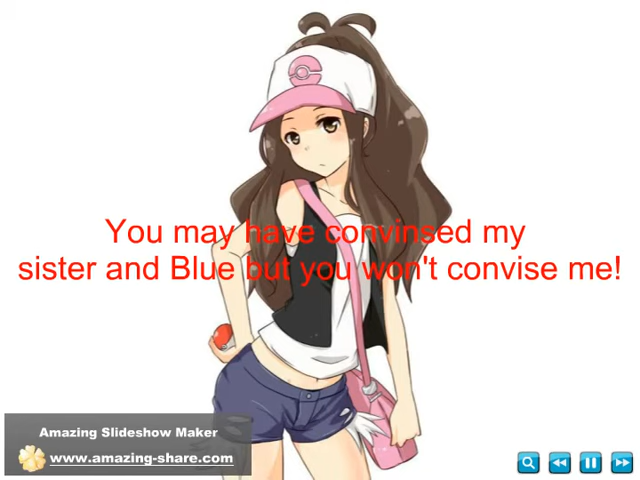 You may have convinsed my
sister and Blue but you won't convise me!
Amazing Slideshow Maker
www.amazing-share.com